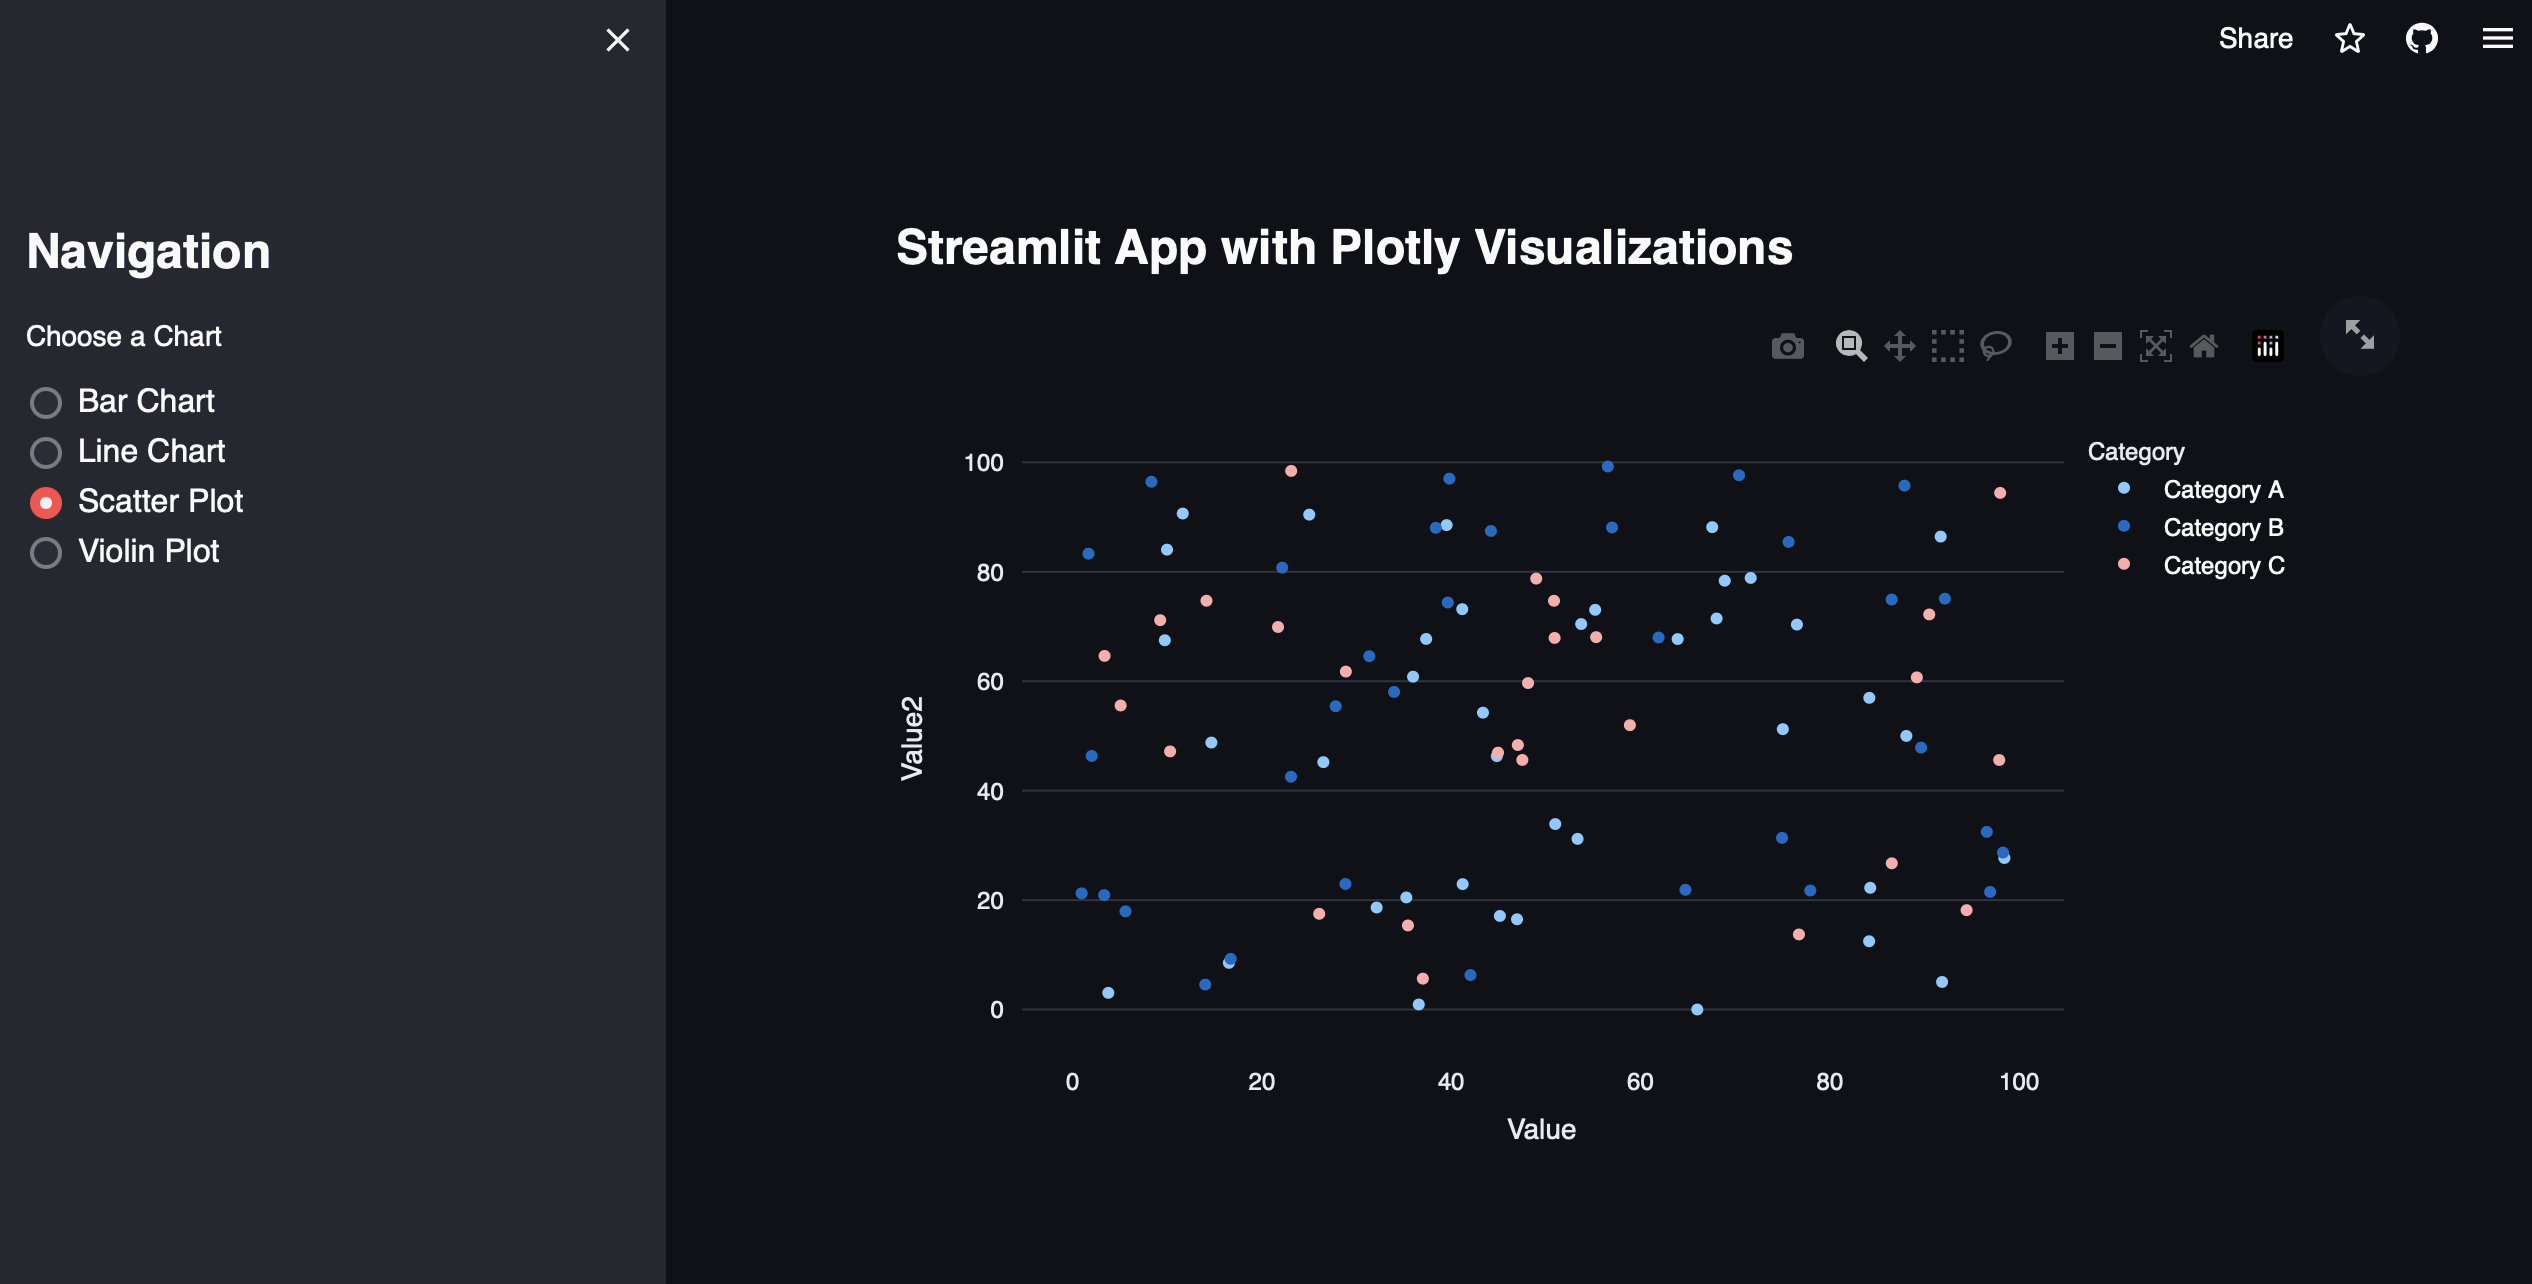 Share
Navigation
Choose a Chart
Bar Chart
Line Chart
Scatter Plot
Violin Plot
Streamlit App with Plotly Visualizations
Category
Category A
Category B
Category C
100
80
60
40
20
0
Value2
0 20 40 60 80 100
Value